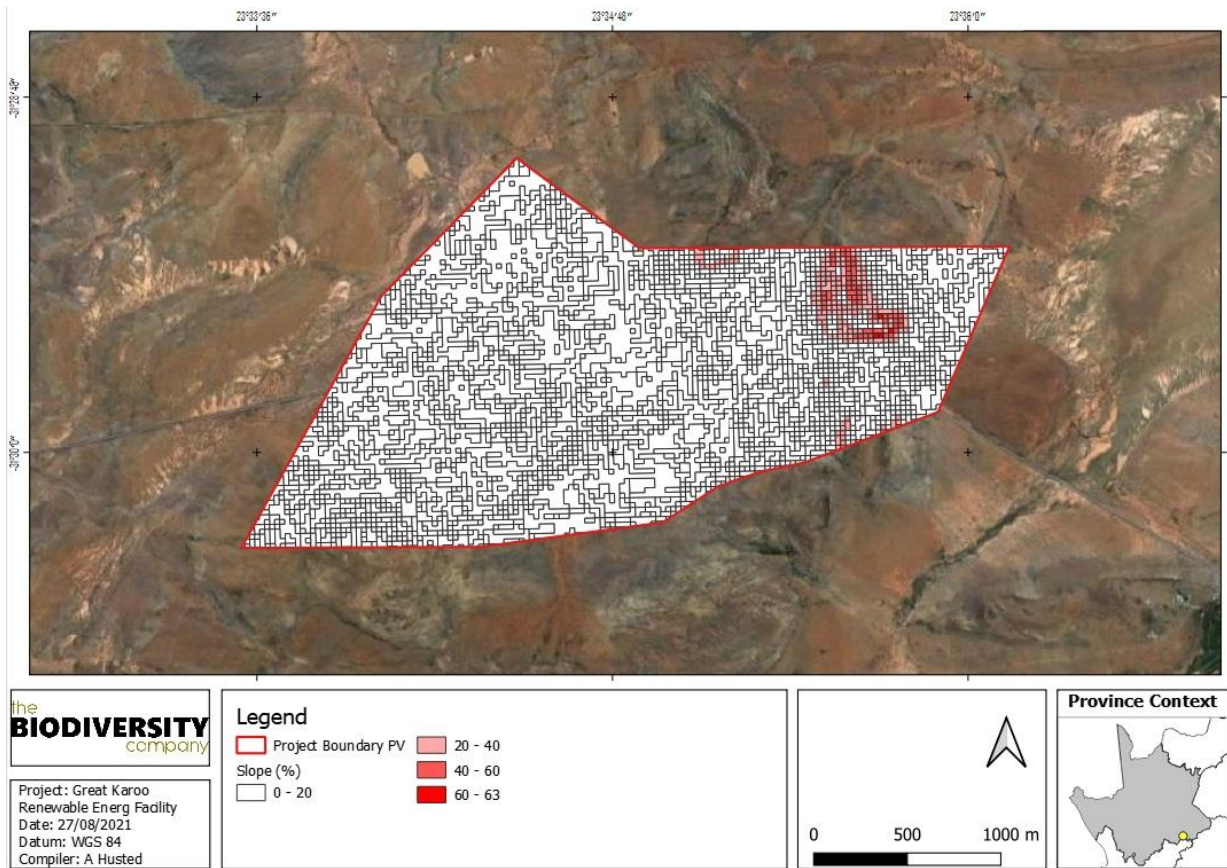 23°33'36"
23°34'48"
23°36'0"
-31°28'48"
-31°30'0"
the
BIODIVERSITY
company
Project: Great Karoo
Renewable Energ Facility
Date: 27/08/2021
Datum: WGS 84
Compiler: A Husted
Legend
Project Boundary PV
Slope (%)
0 - 20
20 - 40
40 - 60
60 - 63
0 500 1000 m
Province Context